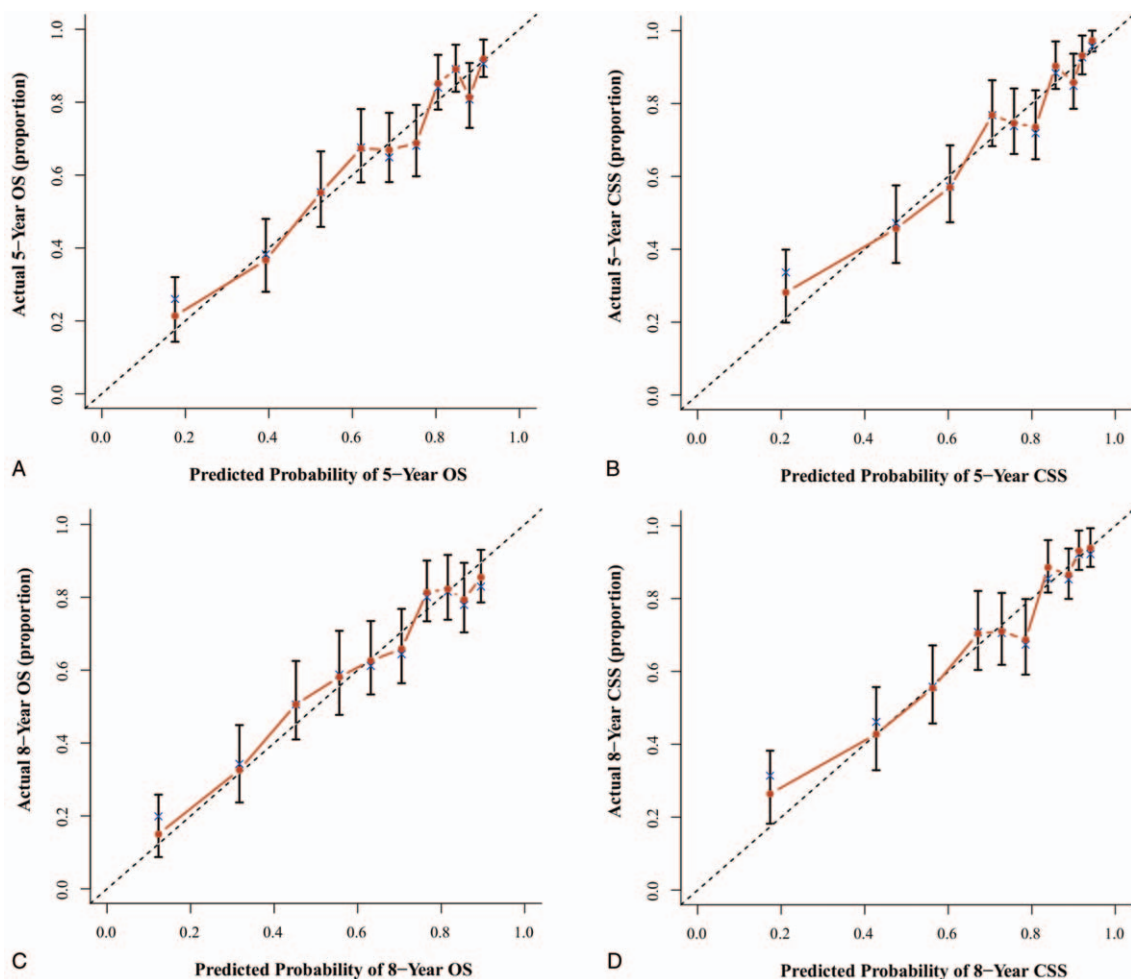 1.0
0.8
0.6
0.4
0.2
0.0
Actual 5-Year OS (proportion)
0.0 0.2 0.4 0.6 0.8 1.0
Predicted Probability of 5−Year OS
A
1.0
0.8
0.6
0.4
0.2
0.0
Actual 5-Year CSS (proportion)
0.0 0.2 0.4 0.6 0.8 1.0
Predicted Probability of 5−Year CSS
B
1.0
0.8
0.6
0.4
0.2
0.0
Actual 8-Year OS (proportion)
0.0 0.2 0.4 0.6 0.8 1.0
Predicted Probability of 8−Year OS
C
1.0
0.8
0.6
0.4
0.2
0.0
Actual 8-Year CSS (proportion)
0.0 0.2 0.4 0.6 0.8 1.0
Predicted Probability of 8−Year CSS
D